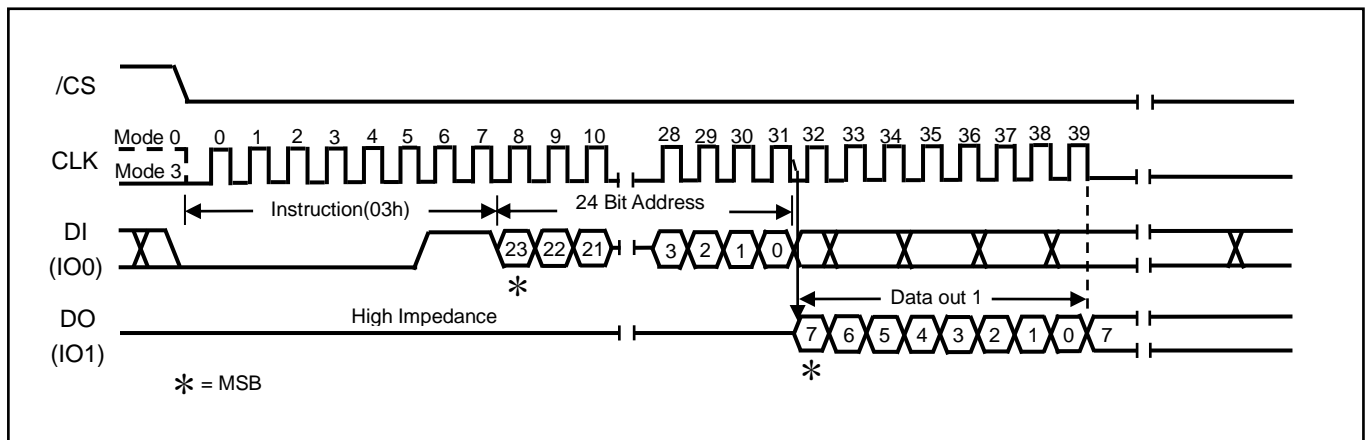 /CS
Mode 0
0 1 2 3 4 5 6 7 8 9 10 28 29 30 31 32 33 34 35 36 37 38 39
CLK
Mode 3
Instruction(03h)
24 Bit Address
DI
(IO0)
23 22 21 3 2 1 0
*
Data out 1
DO
(IO1)
High Impedance
7 6 5 4 3 2 1 0 7
*
* = MSB